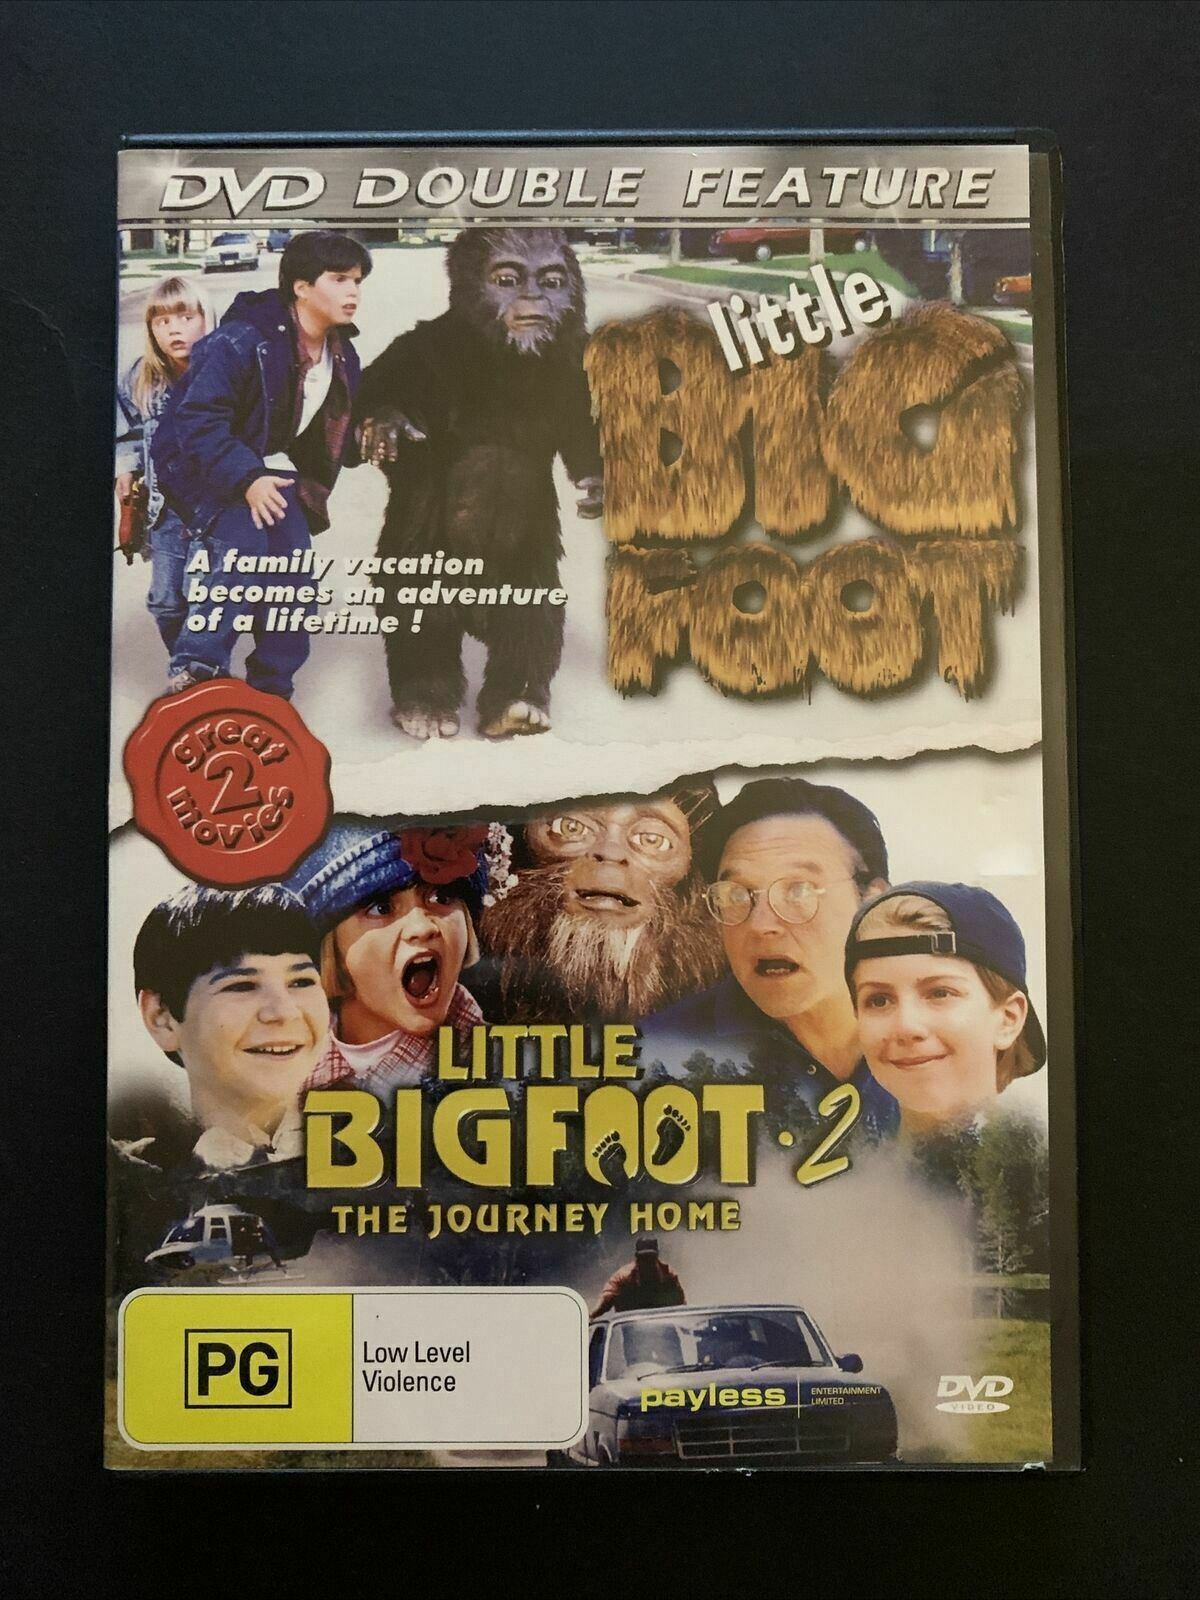 DVD DOUBLE FEATURE
little
BIG
FOOT
A family vacation
becomes an adventure
of a lifetime !
great
2
movies
LITTLE
BIGFOOT · 2
THE JOURNEY HOME
PG
Low Level
Violence
payless
ENTERTAINMENT
LIMITED
DVD
VIDEO